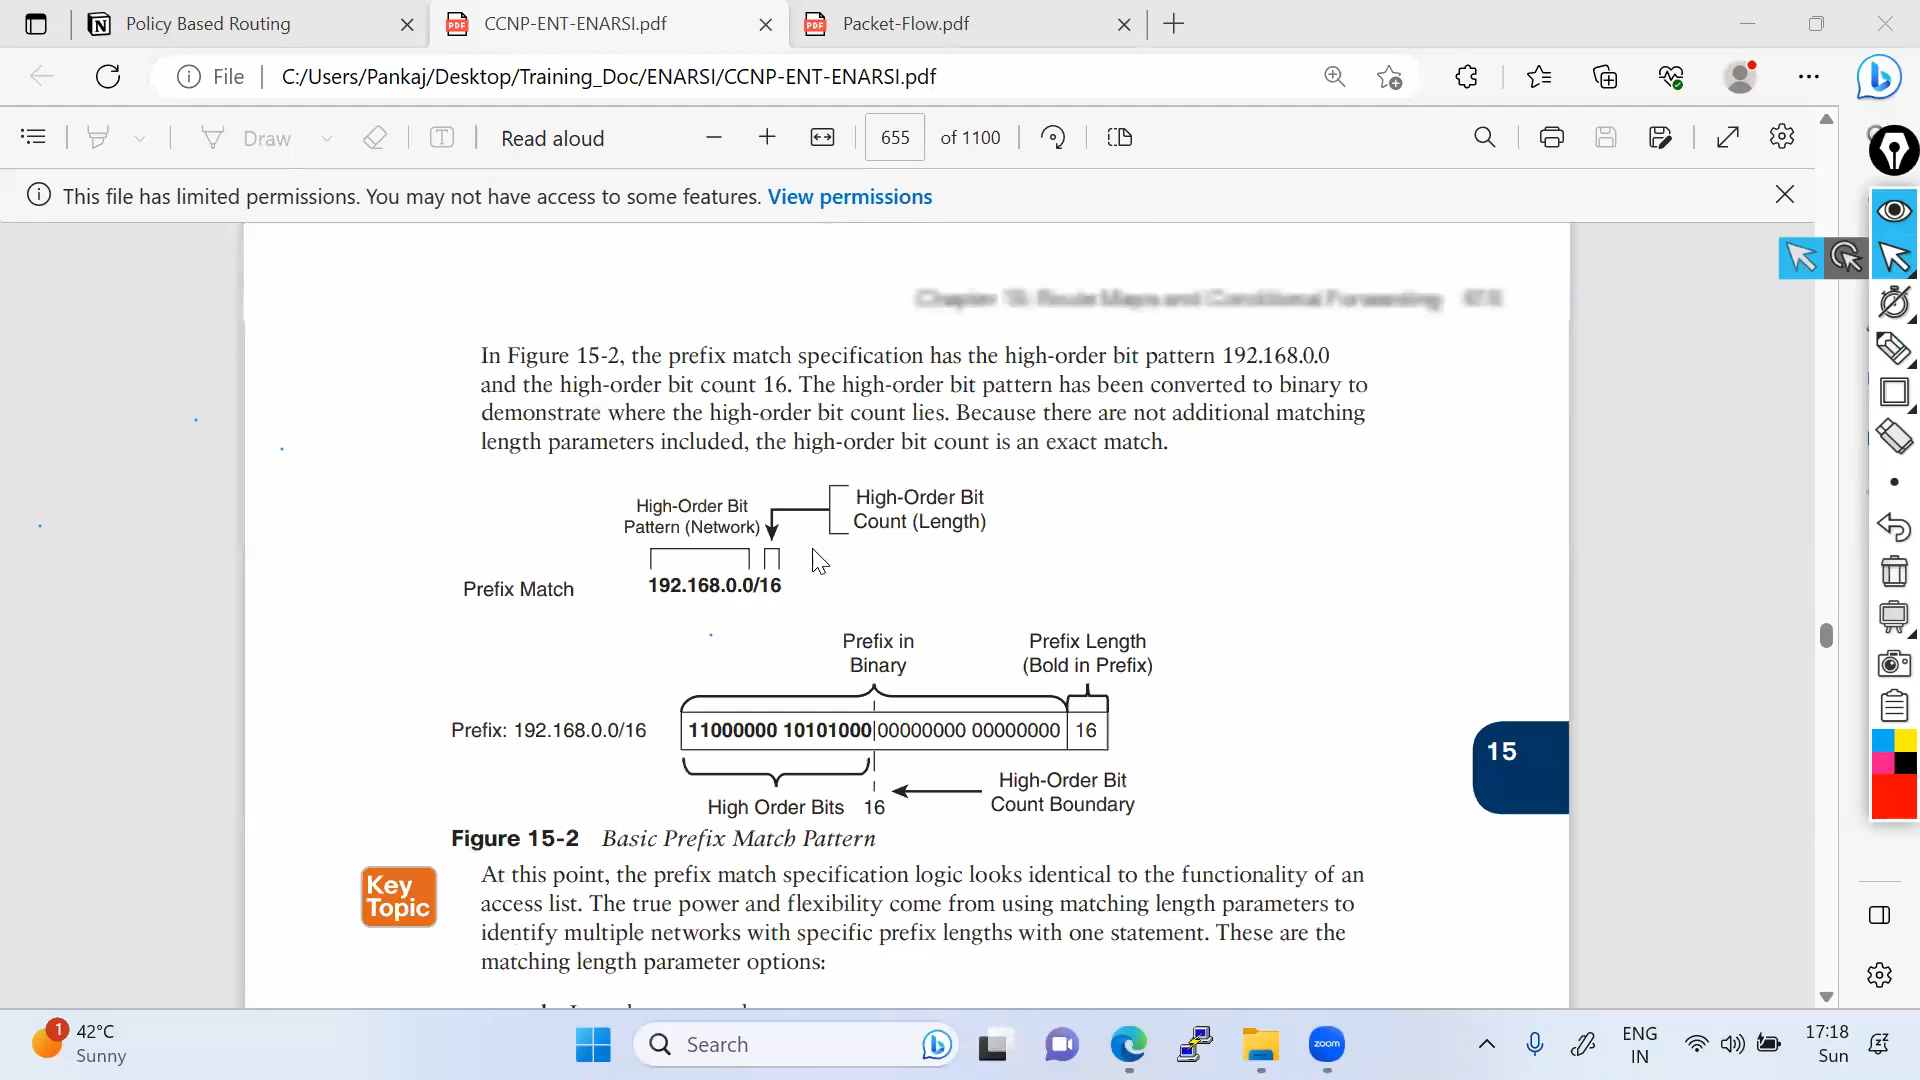 Policy Based Routing
CCNP-ENT-ENARSI.pdf
Packet-Flow.pdf
File
C:/Users/Pankaj/Desktop/Training_Doc/ENARSI/CCNP-ENT-ENARSI.pdf
Draw
Read aloud
655
of 1100
This file has limited permissions. You may not have access to some features. View permissions
In Figure 15-2, the prefix match specification has the high-order bit pattern 192.168.0.0
and the high-order bit count 16. The high-order bit pattern has been converted to binary to
demonstrate where the high-order bit count lies. Because there are not additional matching
length parameters included, the high-order bit count is an exact match.
High-Order Bit
Pattern (Network)
High-Order Bit
Count (Length)
Prefix Match
192.168.0.0/16
Prefix in
Binary
Prefix Length
(Bold in Prefix)
Prefix: 192.168.0.0/16
11000000 10101000 00000000 00000000 16
High Order Bits 16
High-Order Bit
Count Boundary
15
Figure 15-2 Basic Prefix Match Pattern
Key
Topic
At this point, the prefix match specification logic looks identical to the functionality of an
access list. The true power and flexibility come from using matching length parameters to
identify multiple networks with specific prefix lengths with one statement. These are the
matching length parameter options:
1
42°C
Sunny
Search
zoom
ENG
IN
17:18
Sun